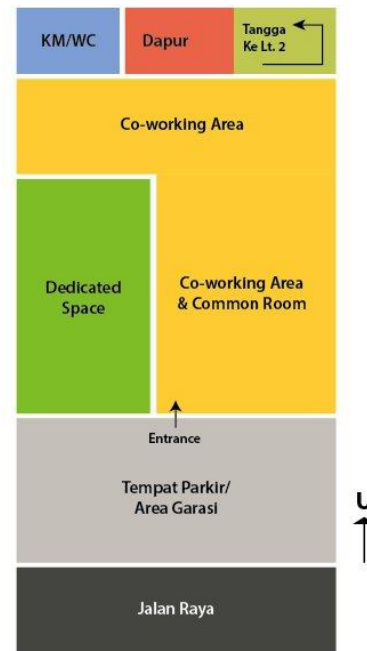 KM/WC
Dapur
Tangga
Ke Lt. 2
Co-working Area
Dedicated
Space
Co-working Area
& Common Room
Entrance
Tempat Parkir/
Area Garasi
U
Jalan Raya